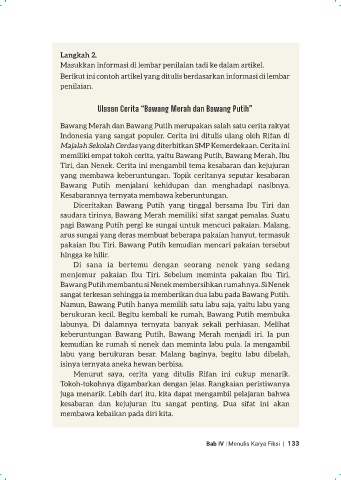 Langkah 2.
Masukkan informasi di lembar penilaian tadi ke dalam artikel.
Berikut ini contoh artikel yang ditulis berdasarkan informasi di lembar
penilaian.
Ulasan Cerita “Bawang Merah dan Bawang Putih”
Bawang Merah dan Bawang Putih merupakan salah satu cerita rakyat
Indonesia yang sangat populer. Cerita ini ditulis ulang oleh Rifan di
Majalah Sekolah Cerdas yang diterbitkan SMP Kemerdekaan. Cerita ini
memiliki empat tokoh cerita, yaitu Bawang Putih, Bawang Merah, Ibu
Tiri, dan Nenek. Cerita ini mengambil tema kesabaran dan kejujuran
yang membawa keberuntungan. Topik ceritanya seputar kesabaran
Bawang Putih menjalani kehidupan dan menghadapi nasibnya.
Kesabarannya ternyata membawa keberuntungan.
Diceritakan Bawang Putih yang tinggal bersama Ibu Tiri dan
saudara tirinya, Bawang Merah memiliki sifat sangat pemalas. Suatu
pagi Bawang Putih pergi ke sungai untuk mencuci pakaian. Malang,
arus sungai yang deras membuat beberapa pakaian hanyut, termasuk
pakaian Ibu Tiri. Bawang Putih kemudian mencari pakaian tersebut
hingga ke hilir.
Di sana ia bertemu dengan seorang nenek yang sedang
menjemur pakaian Ibu Tiri. Sebelum meminta pakaian Ibu Tiri,
Bawang Putih membantu si Nenek membersihkan rumahnya. Si Nenek
sangat terkesan sehingga ia memberikan dua labu pada Bawang Putih.
Namun, Bawang Putih hanya memilih satu labu saja, yaitu labu yang
berukuran kecil. Begitu kembali ke rumah, Bawang Putih membuka
labunya, Di dalamnya ternyata banyak sekali perhiasan. Melihat
keberuntungan Bawang Putih, Bawang Merah menjadi iri. Ia pun
kemudian ke rumah si nenek dan meminta labu pula. Ia mengambil
labu yang berukuran besar. Malang baginya, begitu labu dibelah,
isinya ternyata aneka hewan berbisa.
Menurut saya, cerita yang ditulis Rifan ini cukup menarik.
Tokoh-tokohnya digambarkan dengan jelas. Rangkaian peristiwanya
juga menarik. Lebih dari itu, kita dapat mengambil pelajaran bahwa
kesabaran dan kejujuran itu sangat penting. Dua sifat ini akan
membawa kebaikan pada diri kita.
Bab IV | Menulis Karya Fiksi | 133